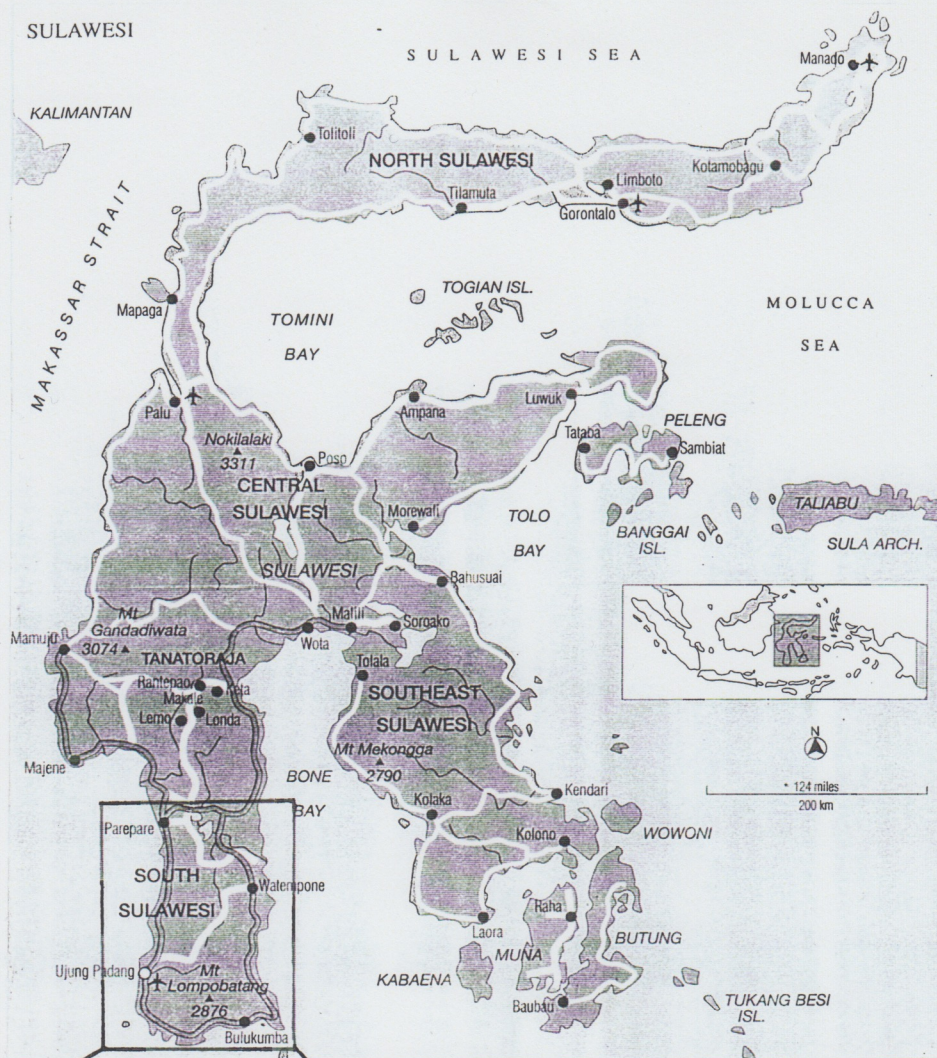 SULAWESI
SULAWESI SEA
Manado
KALIMANTAN
Tolitoli
NORTH SULAWESI
Kotamobagu
Limboto
Tilamuta
Gorontalo
MAKASSAR STRAIT
TOGIAN ISL.
Mapaga
TOMINI
BAY
MOLUCCA
SEA
Palu
Ampana
Luwuk
PELENG
Tataba
Sambiat
Nokilalaki
3311
Poso
CENTRAL
SULAWESI
Morewali
TOLO
BAY
BANGGAI
ISL.
TALIABU
SULA ARCH.
SULAWESI
Bahusuai
Mt
Gandadiwata
3074
Mamuju
Wota
Malili
Sorqako
TANATORAJA
Rantepao
Keta
Makale
Lemo
Londa
Tolala
SOUTHEAST
SULAWESI
N
Mt Mekongga
2790
Majene
BONE
BAY
124 miles
200 km
Kendari
Kolaka
Parepare
Kolono
WOWONI
SOUTH
SULAWESI
Watempone
Laora
Raha
MUNA
BUTUNG
Ujung Padang
Mt
Lompobatang
2876
KABAENA
Baubau
TUKANG BESI
ISL.
Bulukumba